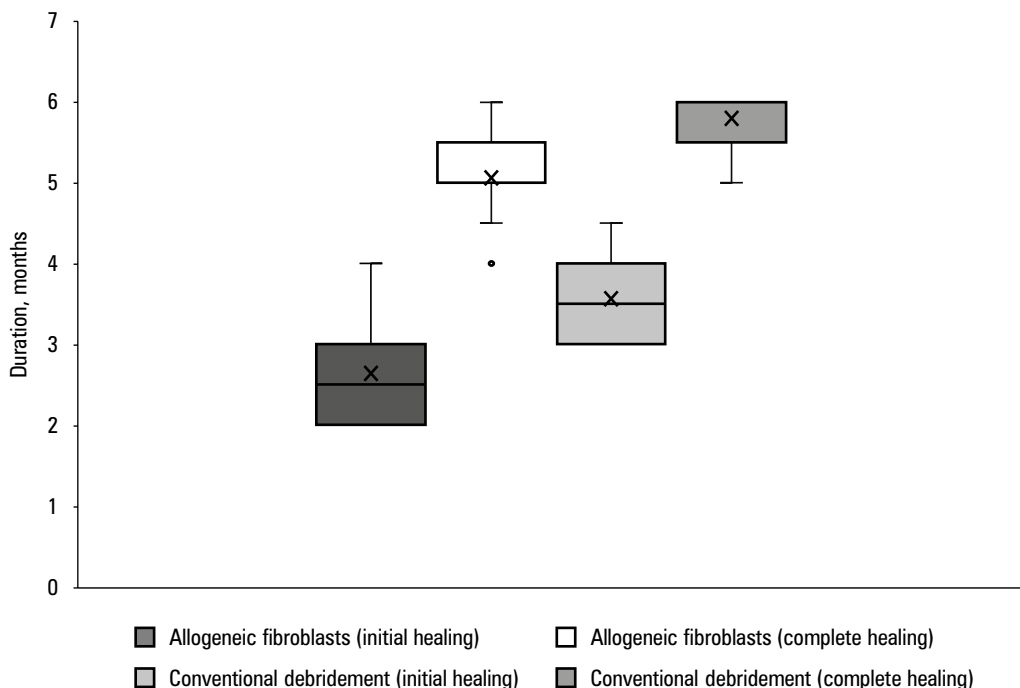 7
6
5
4
3
2
1
0
Duration, months
Allogeneic fibroblasts (initial healing)
Allogeneic fibroblasts (complete healing)
Conventional debridement (initial healing)
Conventional debridement (complete healing)